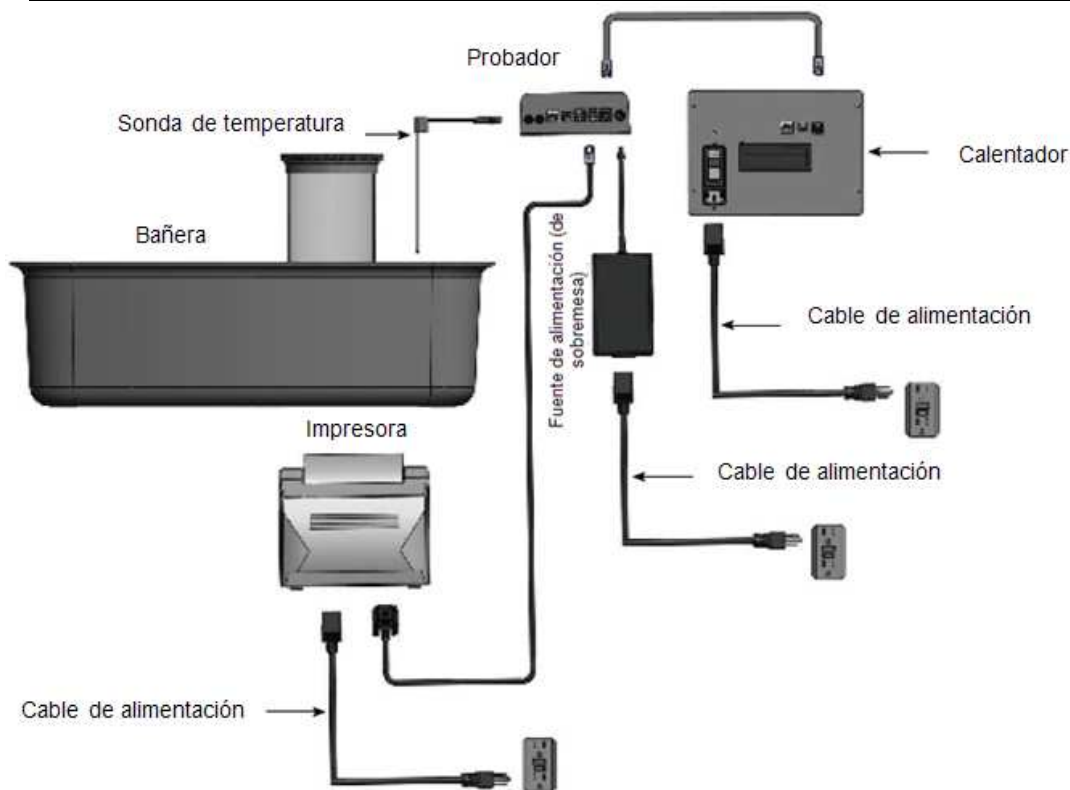 Probador
Sonda de temperatura
Calentador
Bañera
Fuente de alimentación (de
sobremesa)
Cable de alimentación
Impresora
Cable de alimentación
Cable de alimentación